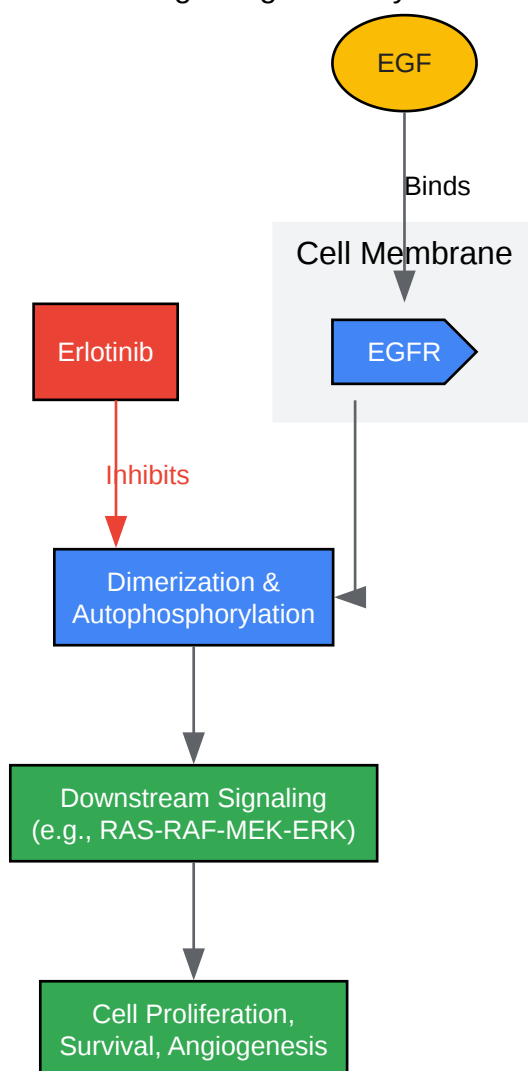 EGF
Binds
Cell Membrane
EGFR
Erlotinib
Inhibits
Dimerization &
Autophosphorylation
Downstream Signaling
(e.g., RAS-RAF-MEK-ERK)
Cell Proliferation,
Survival, Angiogenesis